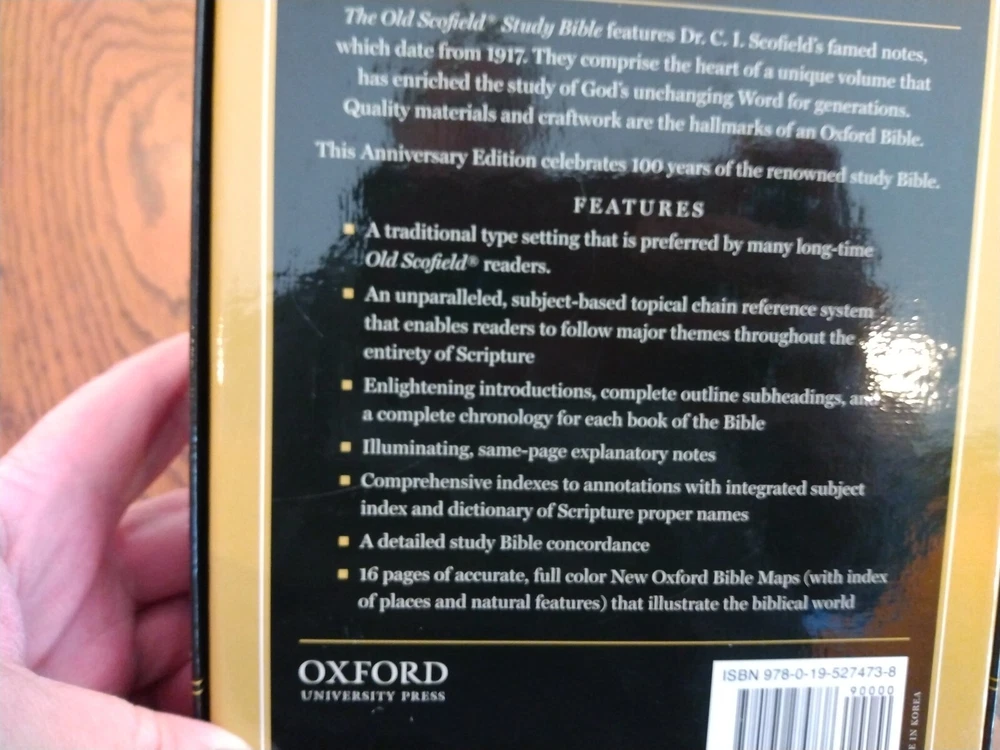 The Old Scofield® Study Bible features Dr. C. I. Scofield's famed notes,
which date from 1917. They comprise the heart of a unique volume that
has enriched the study of God's unchanging Word for generations.
Quality materials and craftwork are the hallmarks of an Oxford Bible.
This Anniversary Edition celebrates 100 years of the renowned study Bible.
FEATURES
■ A traditional type setting that is preferred by many long-time
Old Scofield® readers.
■ An unparalleled, subject-based topical chain reference system
that enables readers to follow major themes throughout the
entirety of Scripture
■ Enlightening introductions, complete outline subheadings,
a complete chronology for each book of the Bible
■ Illuminating, same-page explanatory notes
■ Comprehensive indexes to annotations with integrated subject
index and dictionary of Scripture proper names
■ A detailed study Bible concordance
■ 16 pages of accurate, full color New Oxford Bible Maps (with index
of places and natural features) that illustrate the biblical world
OXFORD
UNIVERSITY PRESS
ISBN 978-0-19-527473-8
90000
IN KOREA